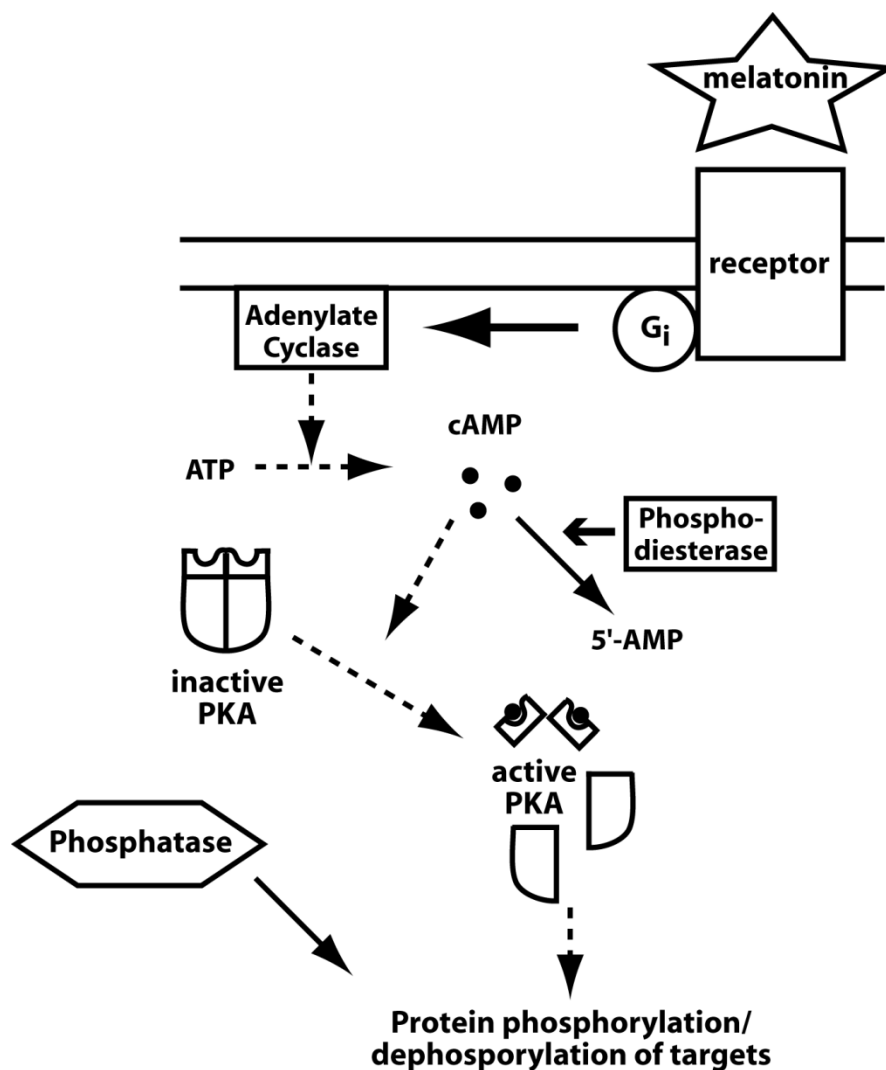 melatonin
receptor
Adenylate
Cyclase
Gi
cAMP
ATP
Phospho-
diesterase
5'-AMP
inactive
PKA
active
PKA
Phosphatase
Protein phosphorylation/
dephosporylation of targets